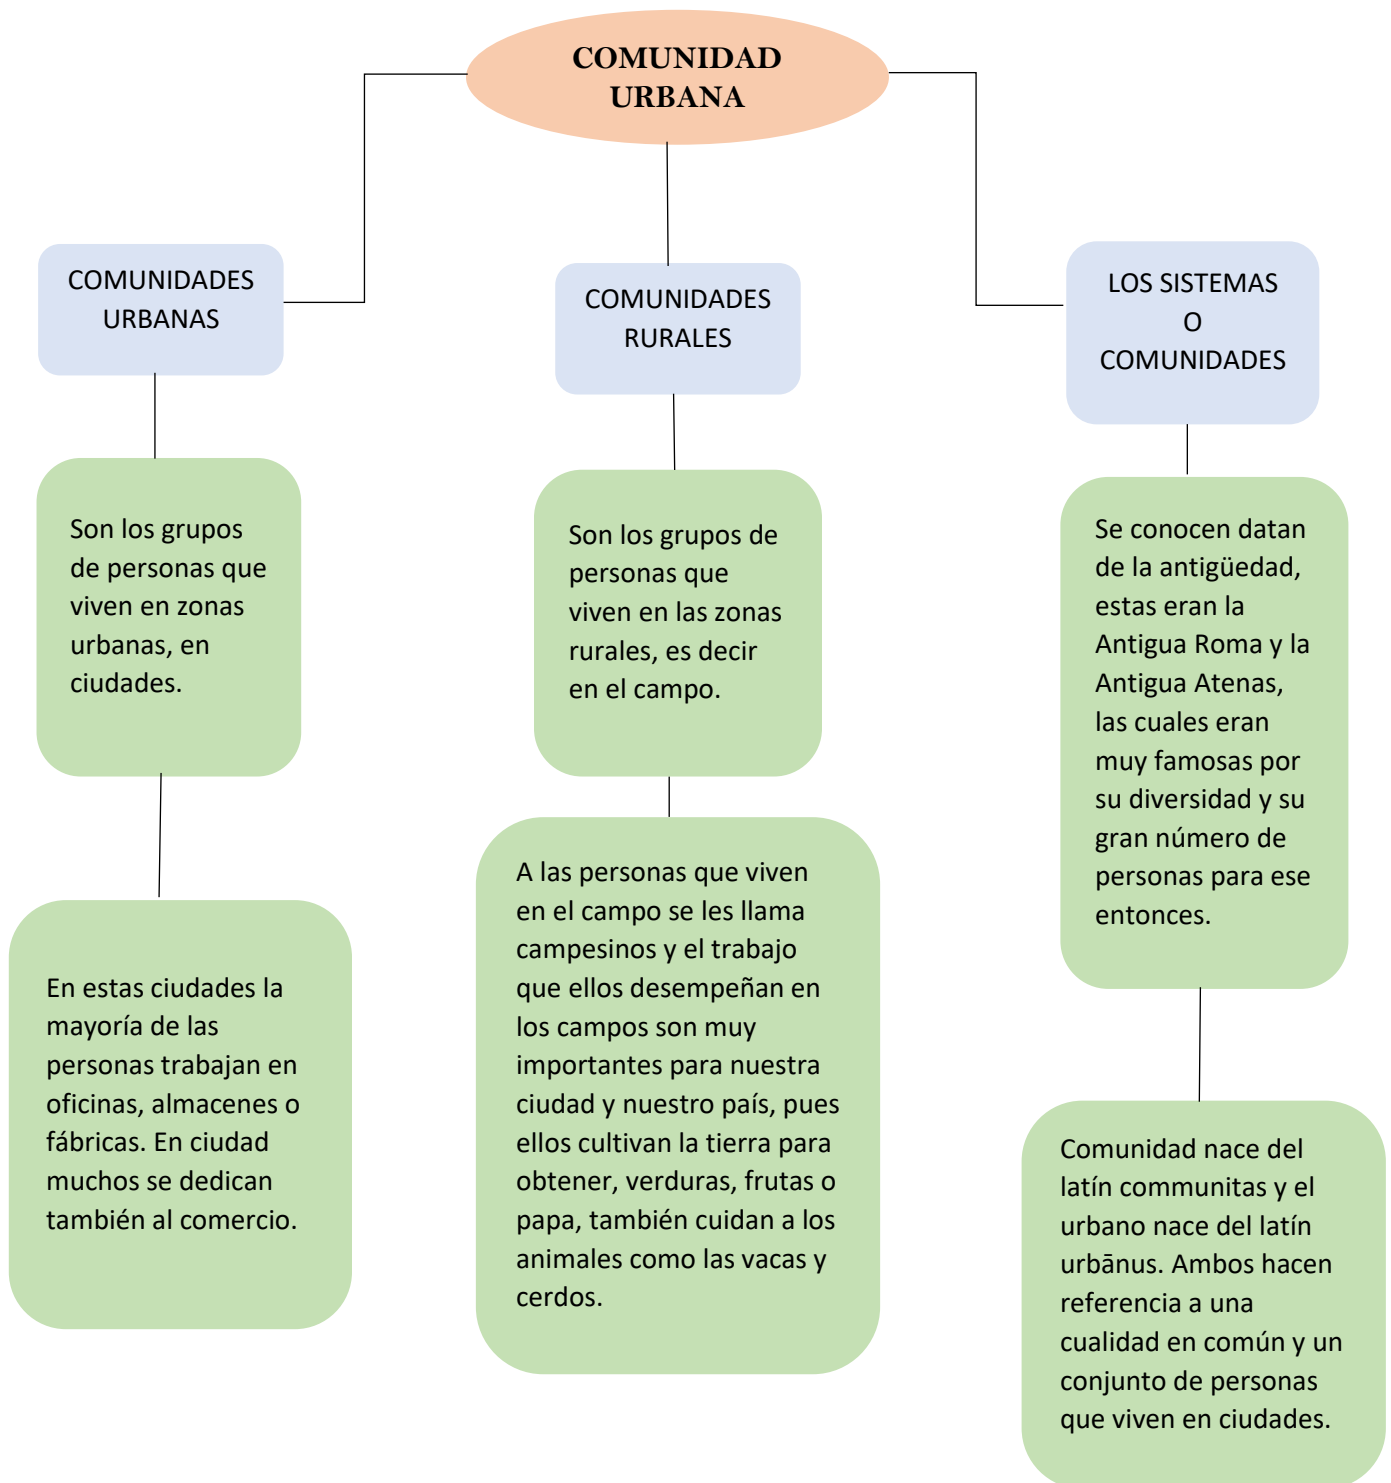 COMUNIDAD
URBANA
COMUNIDADES
URBANAS
Son los grupos
de personas que
viven en zonas
urbanas, en
ciudades.
En estas ciudades la
mayoría de las
personas trabajan en
oficinas, almacenes o
fábricas. En ciudad
muchos se dedican
también al comercio.
COMUNIDADES
RURALES
Son los grupos de
personas que
viven en las zonas
rurales, es decir
en el campo.
A las personas que viven
en el campo se les llama
campesinos y el trabajo
que ellos desempeñan en
los campos son muy
importantes para nuestra
ciudad y nuestro país, pues
ellos cultivan la tierra para
obtener, verduras, frutas o
papa, también cuidan a los
animales como las vacas y
cerdos.
LOS SISTEMAS
O
COMUNIDADES
Se conocen datan
de la antigüedad,
estas eran la
Antigua Roma y la
Antigua Atenas,
las cuales eran
muy famosas por
su diversidad y su
gran número de
personas para ese
entonces.
Comunidad nace del
latín communitas y el
urbano nace del latín
urbānus. Ambos hacen
referencia a una
cualidad en común y un
conjunto de personas
que viven en ciudades.